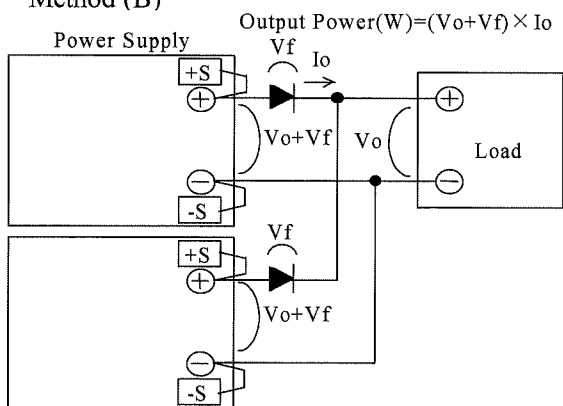 Method (B)
Output Power(W)=(Vo+Vf)×Io
Power Supply
Vf
Io
+S
+
Vo+Vf
Vo
+
Load
−
−
-S
Vf
+S
+
Vo+Vf
−
-S